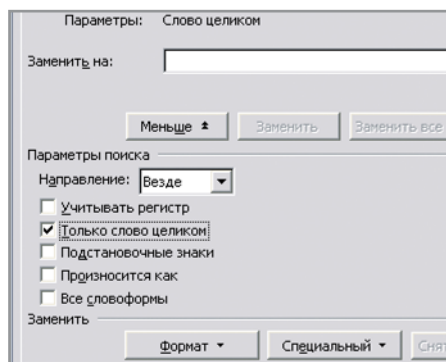 Параметры: Слово целиком
Заменить на:
Меньше Заменить Заменить все
Параметры поиска
Направление: Везде
Учитывать регистр
Только слово целиком
Подстановочные знаки
Произносится как
Все словоформы
Заменить
Формат Специальный